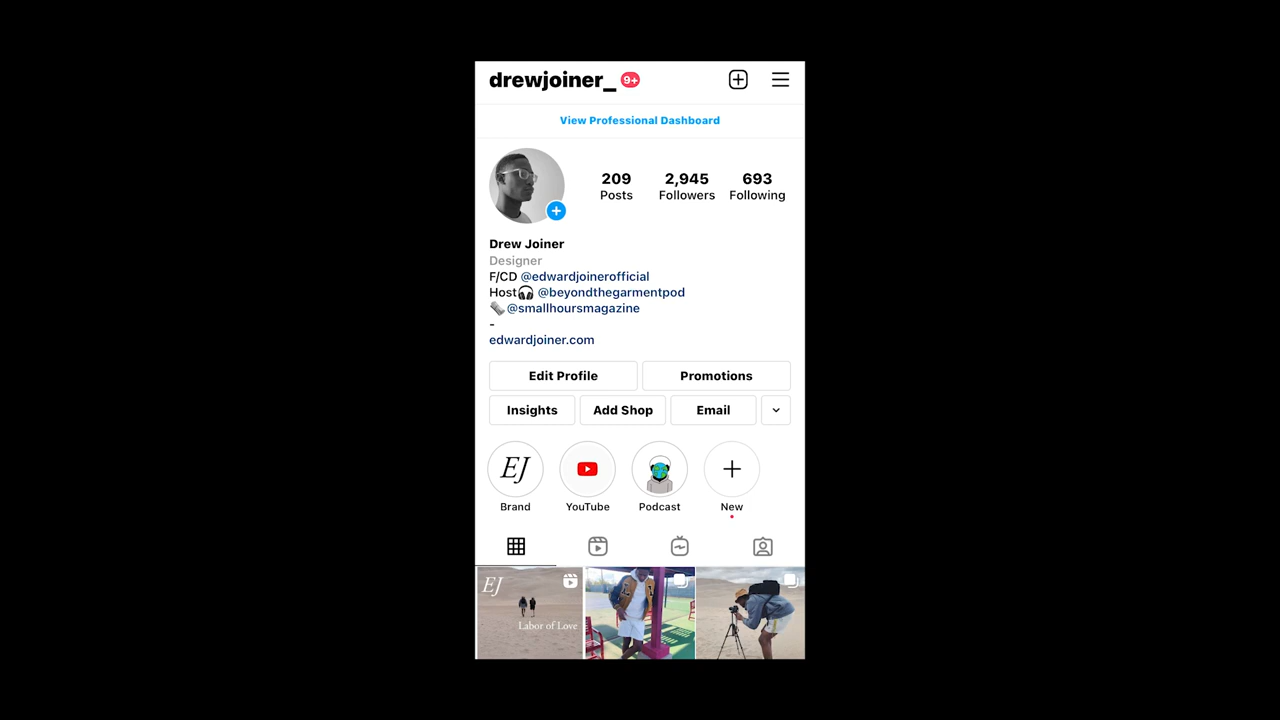 drewjoiner_ 9+
View Professional Dashboard
209 2,945 693
Posts Followers Following
Drew Joiner
Designer
F/CD @edwardjoinerofficial
Host🎧 @beyondthegarmentpod
🗞️@smallhoursmagazine
-
edwardjoiner.com
Edit Profile Promotions
Insights Add Shop Email
EJ
Brand YouTube Podcast New
EJ
Labor of Love